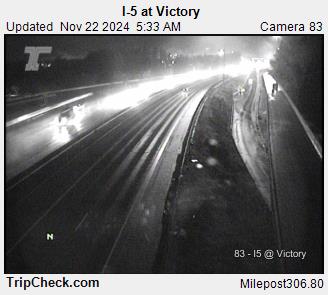 I-5 at Victory
Updated Nov 22 2024 5:33 AM Camera 83
T
N
83 - I5 @ Victory
TripCheck.com Milepost306.80